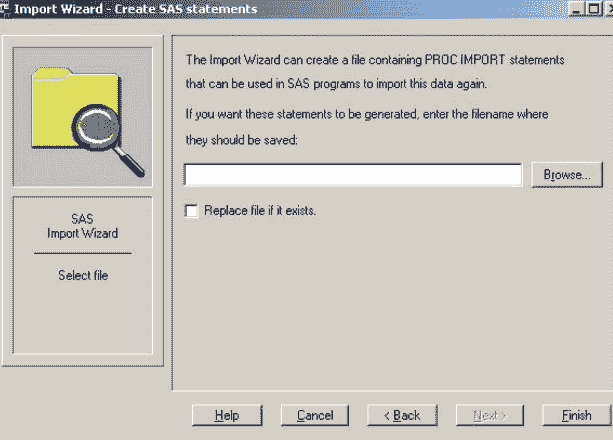 Import Wizard - Create SAS statements
The Import Wizard can create a file containing PROC IMPORT statements
that can be used in SAS programs to import this data again.
If you want these statements to be generated, enter the filename where
they should be saved:
Browse...
Replace file if it exists.
SAS
Import Wizard
Select file
Help
Cancel
< Back
Next >
Finish